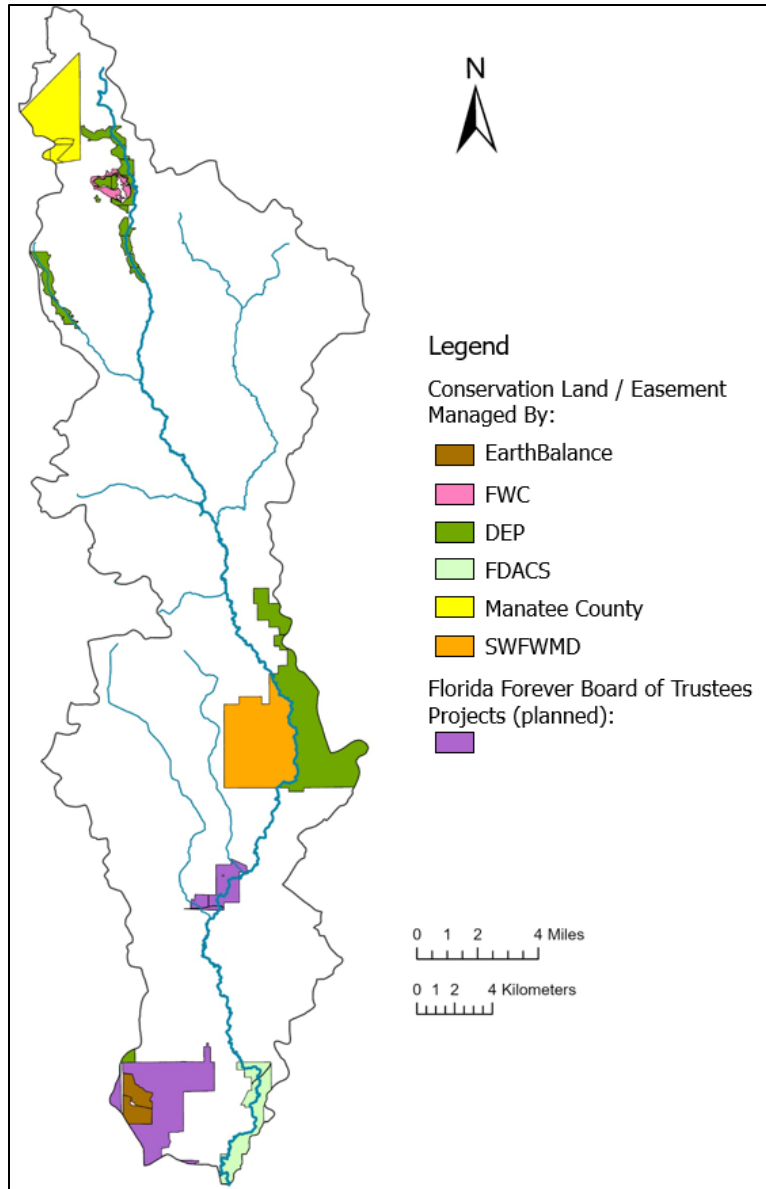 N
Legend
Conservation Land / Easement
Managed By:
EarthBalance
FWC
DEP
FDACS
Manatee County
SWFWMD
Florida Forever Board of Trustees
Projects (planned):
0 1 2 4 Miles
0 1 2 4 Kilometers